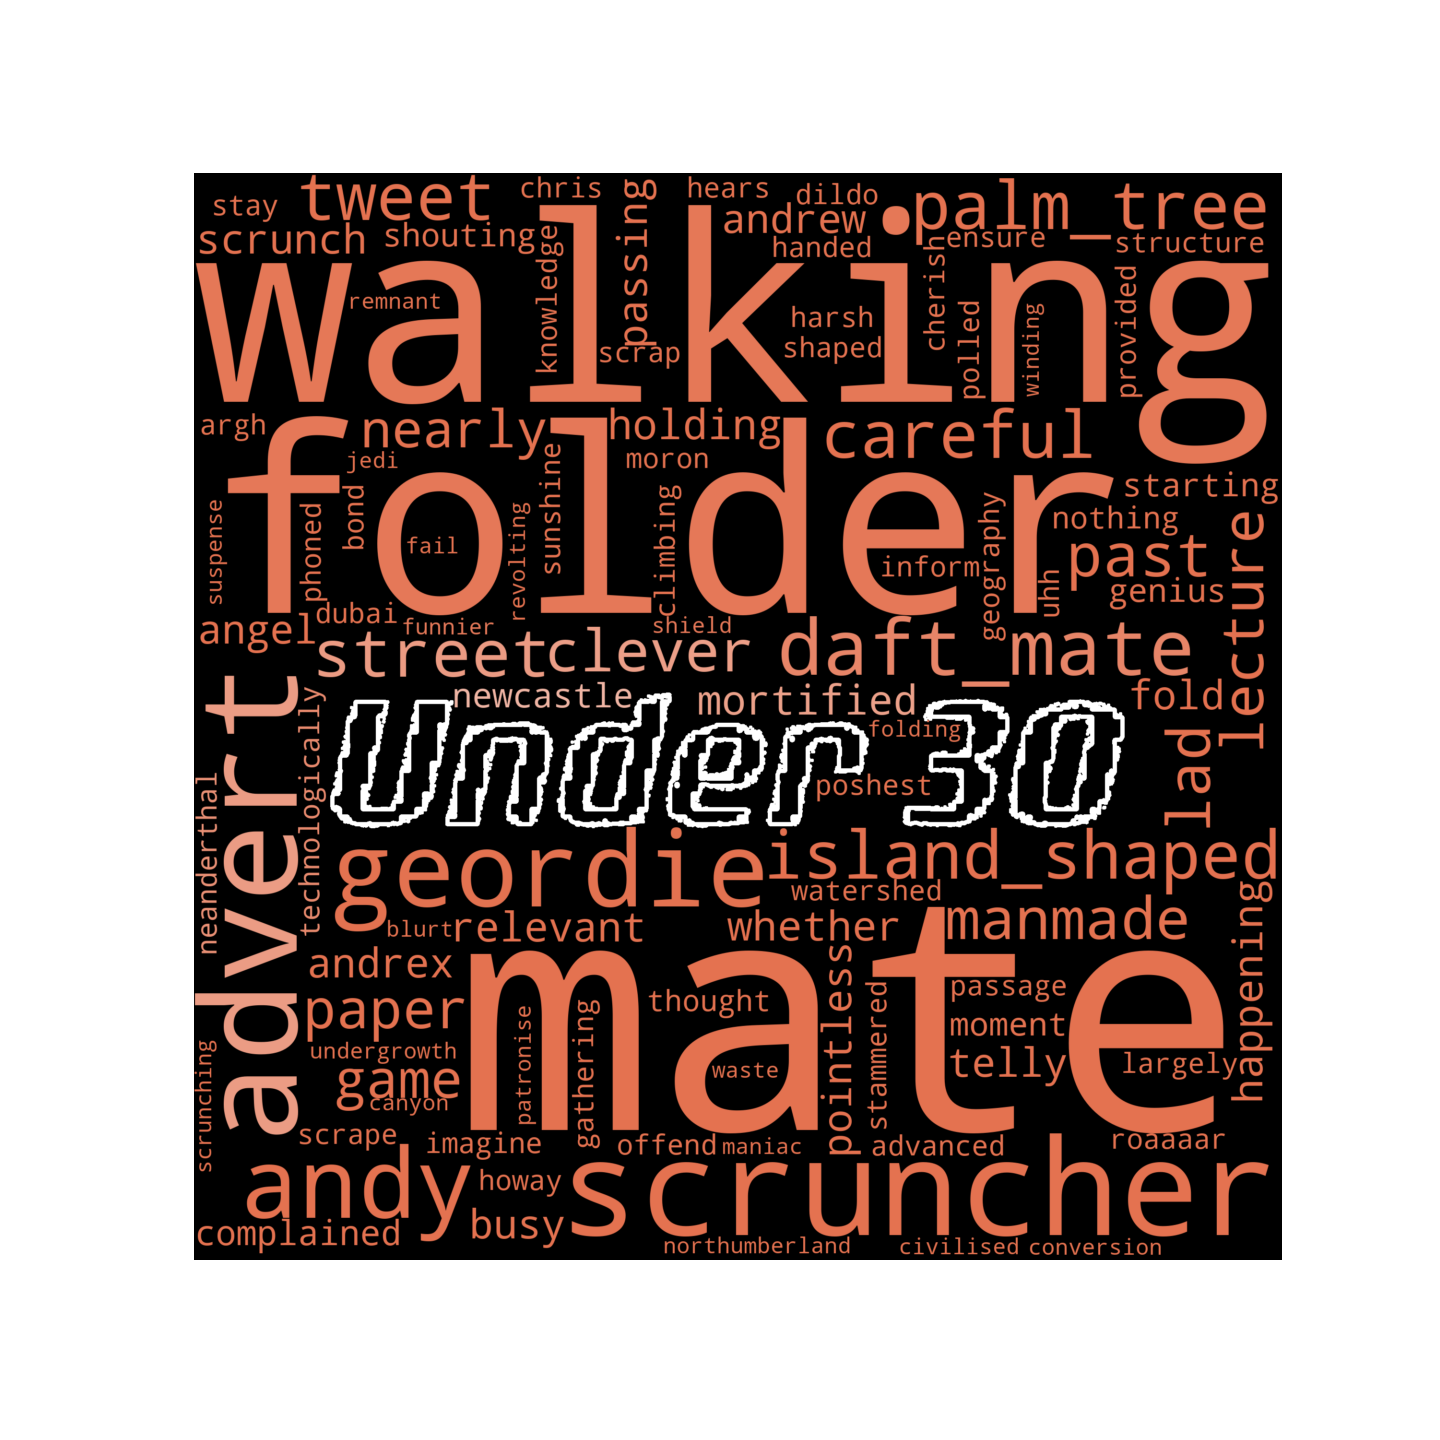 stay
tweet
chris
passing
hears
dildo
palm_tree
scrunch
shouting
andrew
handed
ensure
structure
walking
knowledge
remnant
scrap
harsh
shaped
cherish
polled
winding
provided
argh
nearly
holding
careful
jedi
moron
starting
folder
suspense
phoned
bond
fail
revolting
sunshine
climbing
inform
geography
uhh
nothing
past
genius
lecture
angel
dubai
funnier
shield
street
clever
daft_mate
newcastle
mortified
fold
Under 30
folding
poshest
lad
advert
technologically
neanderthal
geordie
island_shaped
watershed
blurt
relevant
whether
manmade
happening
andrex
mate
paper
thought
pointless
passage
moment
undergrowth
patronise
gathering
waste
stammered
telly
largely
game
canyon
scrunching
scrape
imagine
offend
maniac
advanced
roaaaar
andy
howay
scruncher
complained
busy
northumberland
civilised
conversion